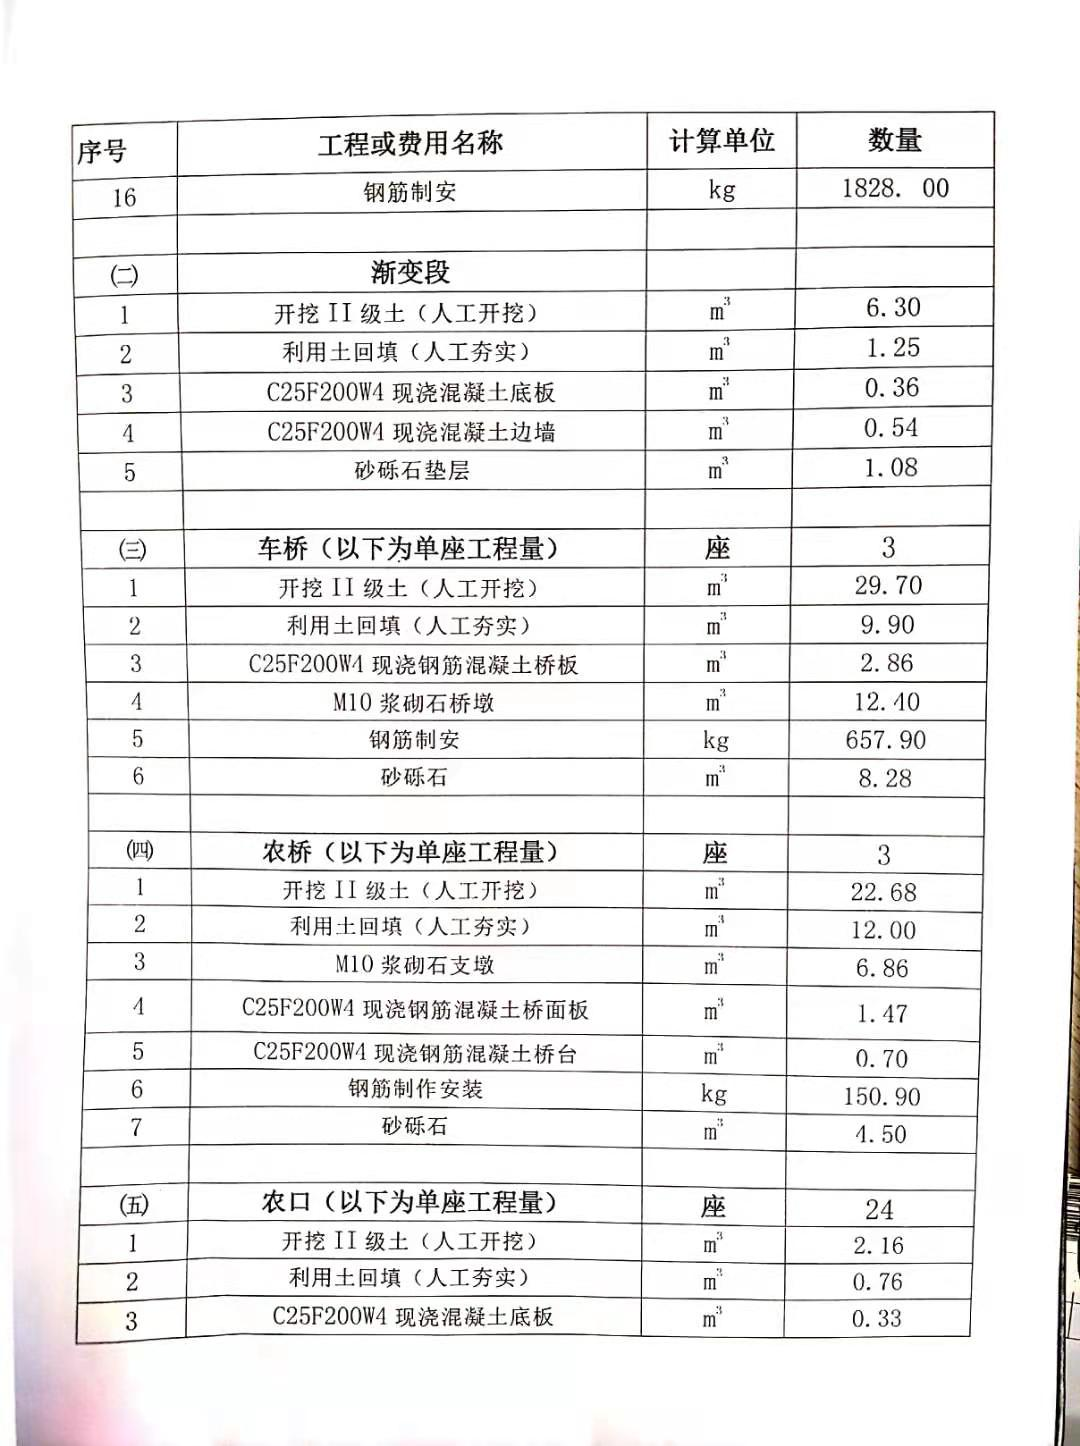 序号 工程或费用名称 计算单位 数量
16 钢筋制安 kg 1828. 00
㈡ 渐变段
1 开挖 II 级土（人工开挖） m³ 6.30
2 利用土回填（人工夯实） m³ 1.25
3 C25F200W4 现浇混凝土底板 m³ 0.36
4 C25F200W4 现浇混凝土边墙 m³ 0.54
5 砂砾石垫层 m³ 1.08
㈢ 车桥（以下为单座工程量） 座 3
1 开挖 II 级土（人工开挖） m³ 29.70
2 利用土回填（人工夯实） m³ 9.90
3 C25F200W4 现浇钢筋混凝土桥板 m³ 2.86
4 M10 浆砌石桥墩 m³ 12.40
5 钢筋制安 kg 657.90
6 砂砾石 m³ 8.28
㈣ 农桥（以下为单座工程量） 座 3
1 开挖 II 级土（人工开挖） m³ 22.68
2 利用土回填（人工夯实） m³ 12.00
3 M10 浆砌石支墩 m³ 6.86
4 C25F200W4 现浇钢筋混凝土桥面板 m³ 1.47
5 C25F200W4 现浇钢筋混凝土桥台 m³ 0.70
6 钢筋制作安装 kg 150.90
7 砂砾石 m³ 4.50
㈤ 农口（以下为单座工程量） 座 24
1 开挖 II 级土（人工开挖） m³ 2.16
2 利用土回填（人工夯实） m³ 0.76
3 C25F200W4 现浇混凝土底板 m³ 0.33